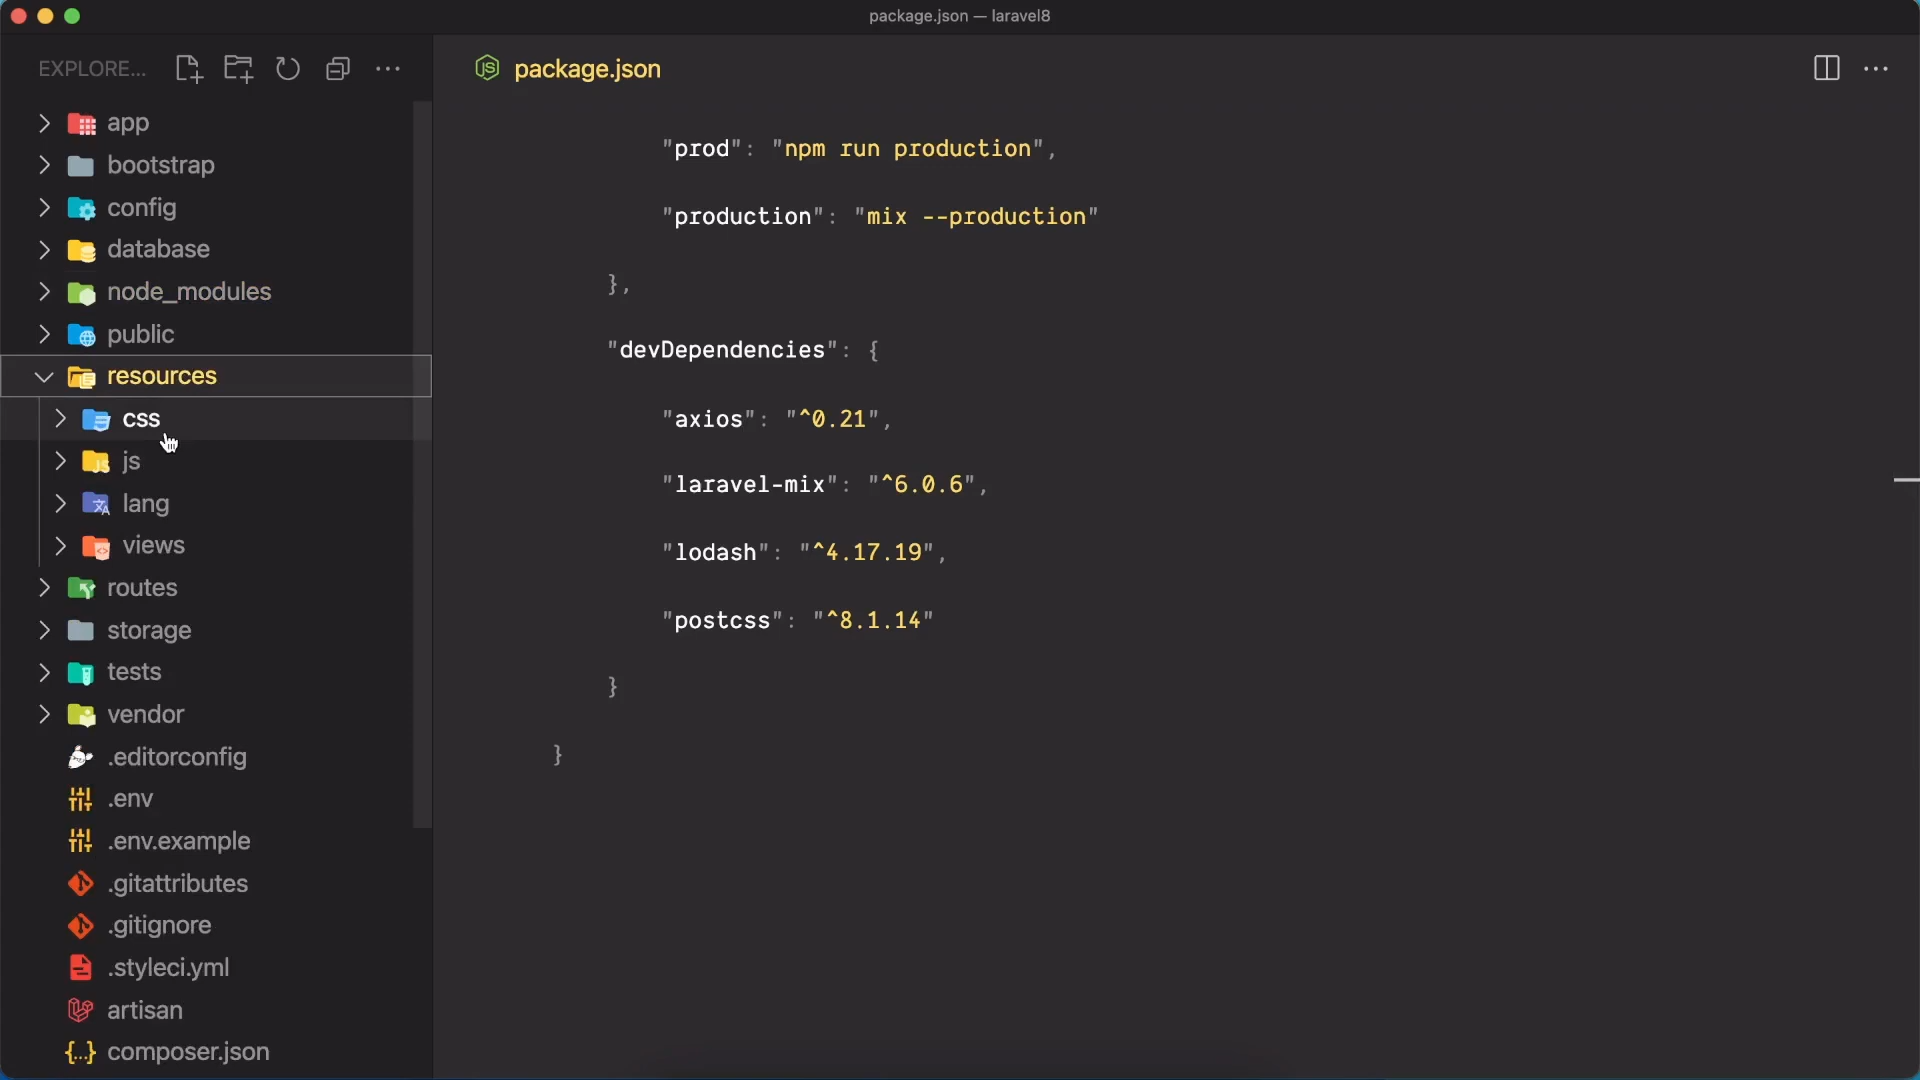 package.json — laravel8
EXPLORE...
package.json
app
bootstrap
config
database
node_modules
public
resources
css
js
lang
views
routes
storage
tests
vendor
.editorconfig
.env
.env.example
.gitattributes
.gitignore
.styleci.yml
artisan
{...} composer.json
"prod": "npm run production",
"production": "mix --production"
},
"devDependencies": {
"axios": "^0.21",
"laravel-mix": "^6.0.6",
"lodash": "^4.17.19",
"postcss": "^8.1.14"
}
}